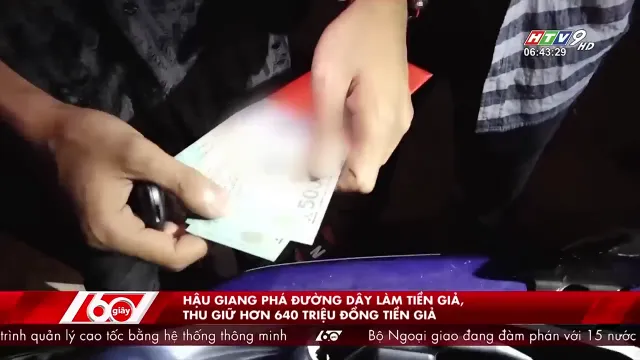 HTV9 HD
06:43:29
500
60 giây
HẬU GIANG PHÁ ĐƯỜNG DÂY LÀM TIỀN GIẢ,
THU GIỮ HƠN 640 TRIỆU ĐỒNG TIỀN GIẢ
trình quản lý cao tốc bằng hệ thống thông minh
Bộ Ngoại giao đang đàm phán với 15 nước